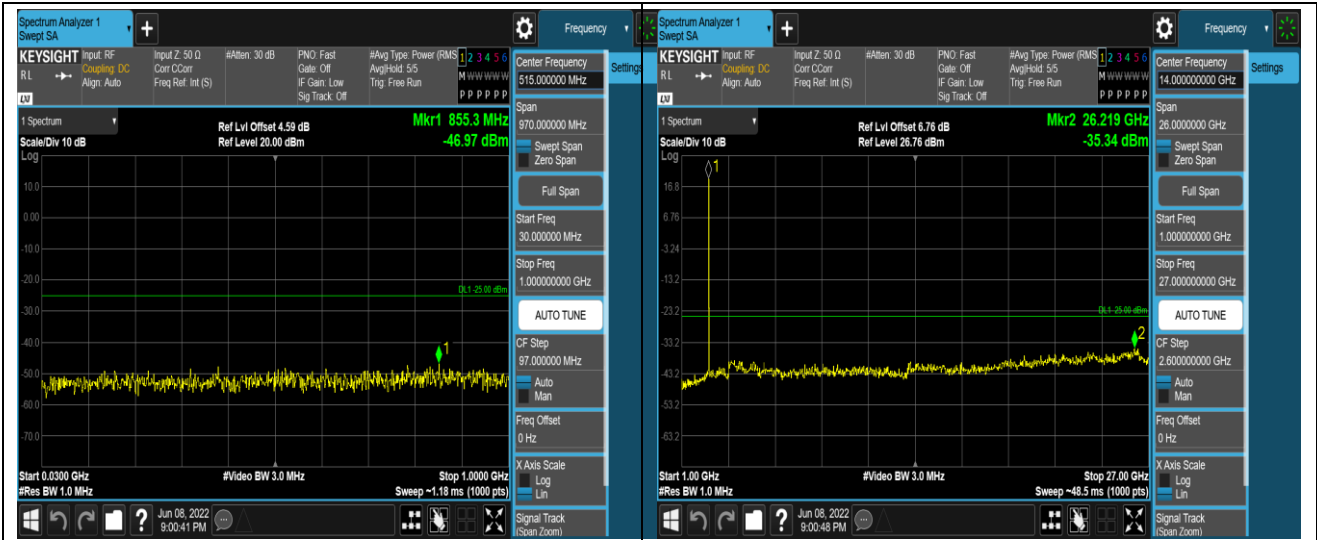 Spectrum Analyzer 1
Swept SA
+
Frequency
KEYSIGHT
RL
LXI
Input: RF
Coupling: DC
Align: Auto
Input Z: 50 Ω
Corr CCorr
Freq Ref: Int (S)
#Atten: 30 dB
PNO: Fast
Gate: Off
IF Gain: Low
Sig Track: Off
#Avg Type: Power (RMS
Avg|Hold: 5/5
Trig: Free Run
1 2 3 4 5 6
M W W W W W
P P P P P P
1 Spectrum
Scale/Div 10 dB
Log
Ref Lvl Offset 4.59 dB
Ref Level 20.00 dBm
Mkr1 855.3 MHz
-46.97 dBm
10.0
0.00
-10.0
-20.0
DL1 -25.00 dBm
-30.0
-40.0
1
-50.0
-60.0
-70.0
Start 0.0300 GHz
#Res BW 1.0 MHz
#Video BW 3.0 MHz
Stop 1.0000 GHz
Sweep ~1.18 ms (1000 pts)
Jun 08, 2022
9:00:41 PM
Center Frequency
515.000000 MHz
Settings
Span
970.000000 MHz
Swept Span
Zero Span
Full Span
Start Freq
30.000000 MHz
Stop Freq
1.000000000 GHz
AUTO TUNE
CF Step
97.000000 MHz
Auto
Man
Freq Offset
0 Hz
X Axis Scale
Log
Lin
Signal Track
(Span Zoom)
Spectrum Analyzer 1
Swept SA
+
Frequency
KEYSIGHT
RL
LXI
Input: RF
Coupling: DC
Align: Auto
Input Z: 50 Ω
Corr CCorr
Freq Ref: Int (S)
#Atten: 30 dB
PNO: Fast
Gate: Off
IF Gain: Low
Sig Track: Off
#Avg Type: Power (RMS
Avg|Hold: 5/5
Trig: Free Run
1 2 3 4 5 6
M W W W W W
P P P P P P
1 Spectrum
Scale/Div 10 dB
Log
Ref Lvl Offset 6.76 dB
Ref Level 26.76 dBm
Mkr2 26.219 GHz
-35.34 dBm
1
16.8
6.76
-3.24
-13.2
-23.2
DL1 -25.00 dBm
-33.2
2
-43.2
-53.2
-63.2
Start 1.00 GHz
#Res BW 1.0 MHz
#Video BW 3.0 MHz
Stop 27.00 GHz
Sweep ~48.5 ms (1000 pts)
Jun 08, 2022
9:00:48 PM
Center Frequency
14.000000000 GHz
Settings
Span
26.0000000 GHz
Swept Span
Zero Span
Full Span
Start Freq
1.000000000 GHz
Stop Freq
27.000000000 GHz
AUTO TUNE
CF Step
2.600000000 GHz
Auto
Man
Freq Offset
0 Hz
X Axis Scale
Log
Lin
Signal Track
(Span Zoom)